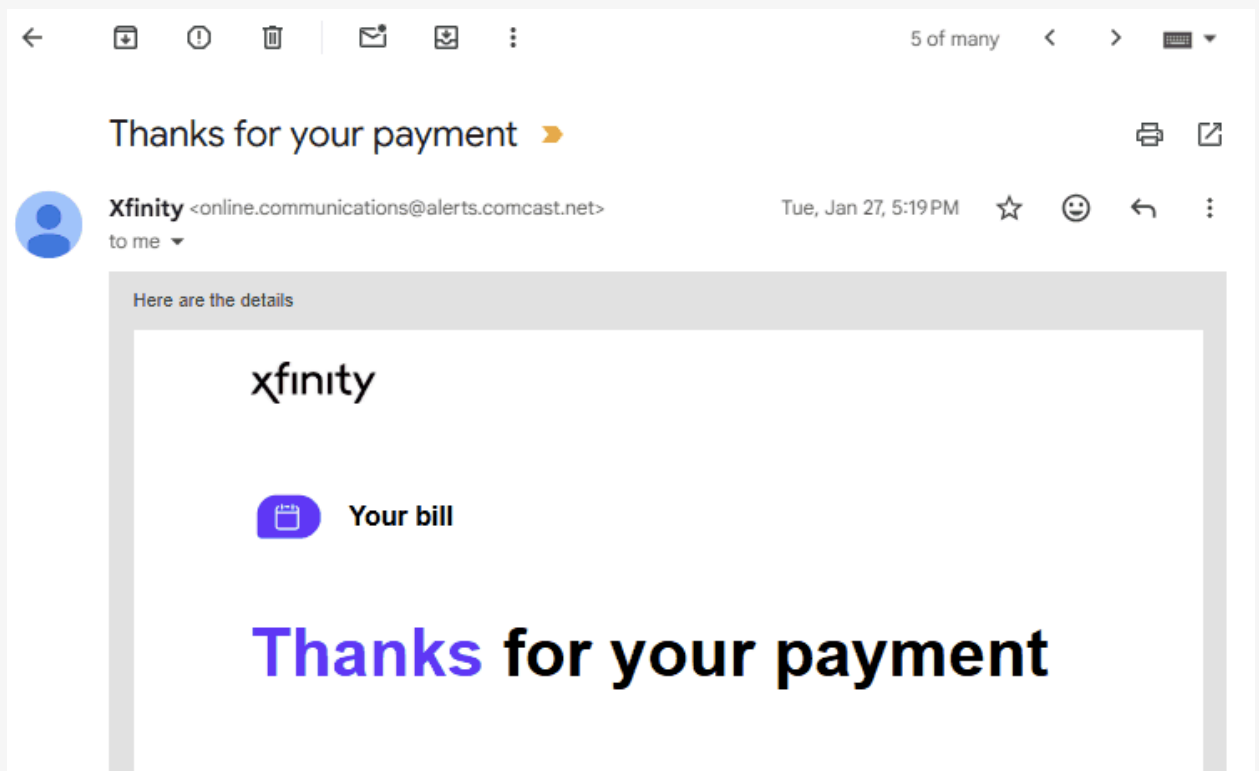 5 of many
Thanks for your payment
Xfinity <online.communications@alerts.comcast.net>
Tue, Jan 27, 5:19 PM
to me
Here are the details
xfinity
Your bill
Thanks for your payment